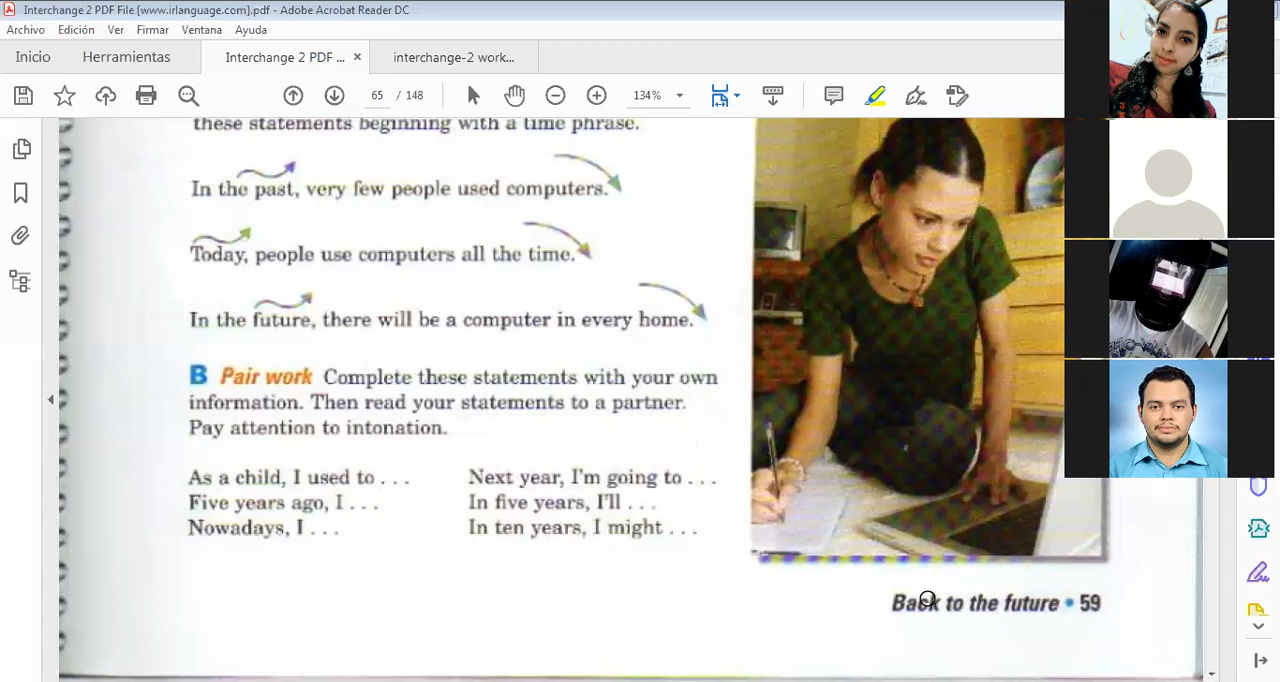 Interchange 2 PDF File [www.irlanguage.com].pdf - Adobe Acrobat Reader DC
Archivo Edición Ver Firmar Ventana Ayuda
Inicio Herramientas Interchange 2 PDF ... × interchange-2 work...
65 / 148 134%
these statements beginning with a time phrase.
In the past, very few people used computers.
Today, people use computers all the time.
In the future, there will be a computer in every home.
B Pair work Complete these statements with your own
information. Then read your statements to a partner.
Pay attention to intonation.
As a child, I used to . . .
Five years ago, I . . .
Nowadays, I . . .
Next year, I'm going to . . .
In five years, I'll . . .
In ten years, I might . . .
Back to the future • 59